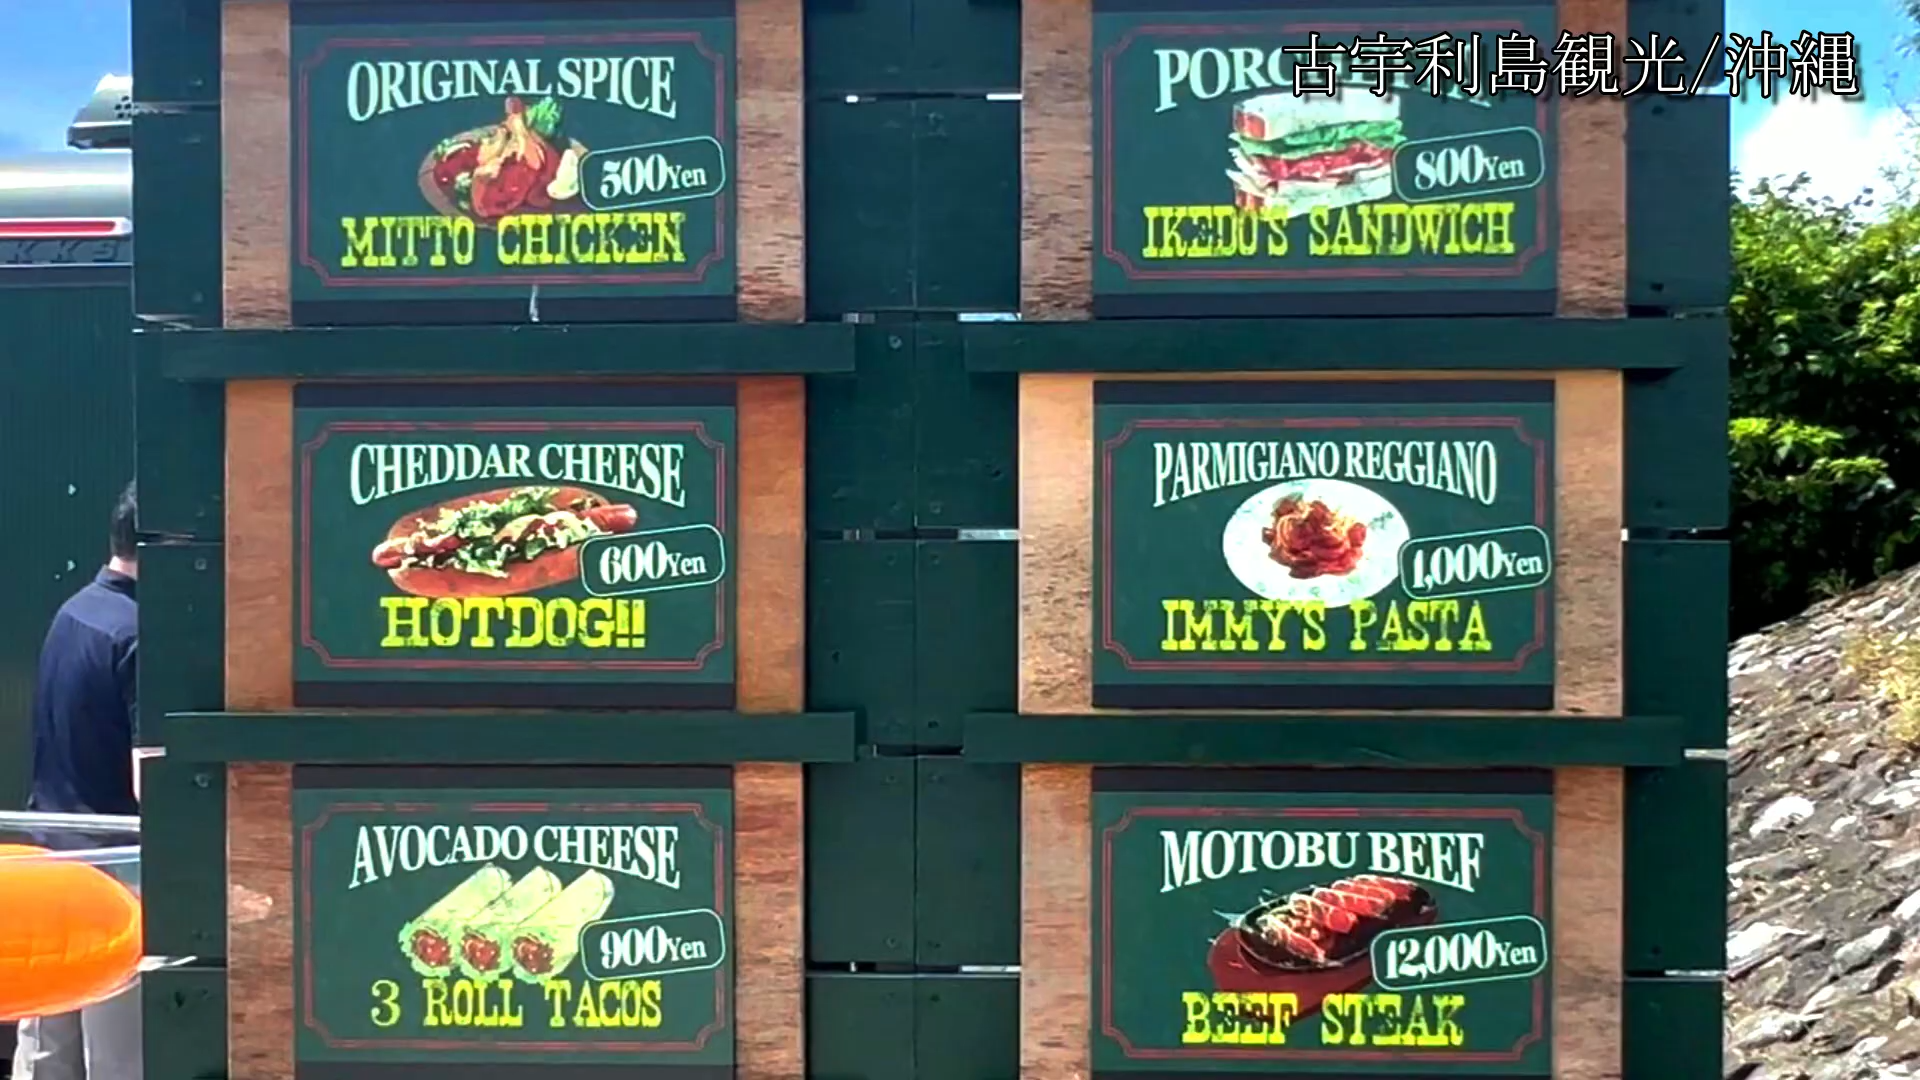 古宇利島観光/沖縄
ORIGINAL SPICE
500Yen
MITTO CHICKEN
800Yen
IKEDO'S SANDWICH
CHEDDAR CHEESE
600Yen
HOTDOG!!
PARMIGIANO REGGIANO
1,000Yen
IMMY'S PASTA
AVOCADO CHEESE
900Yen
3 ROLL TACOS
MOTOBU BEEF
12,000Yen
BEEF STEAK